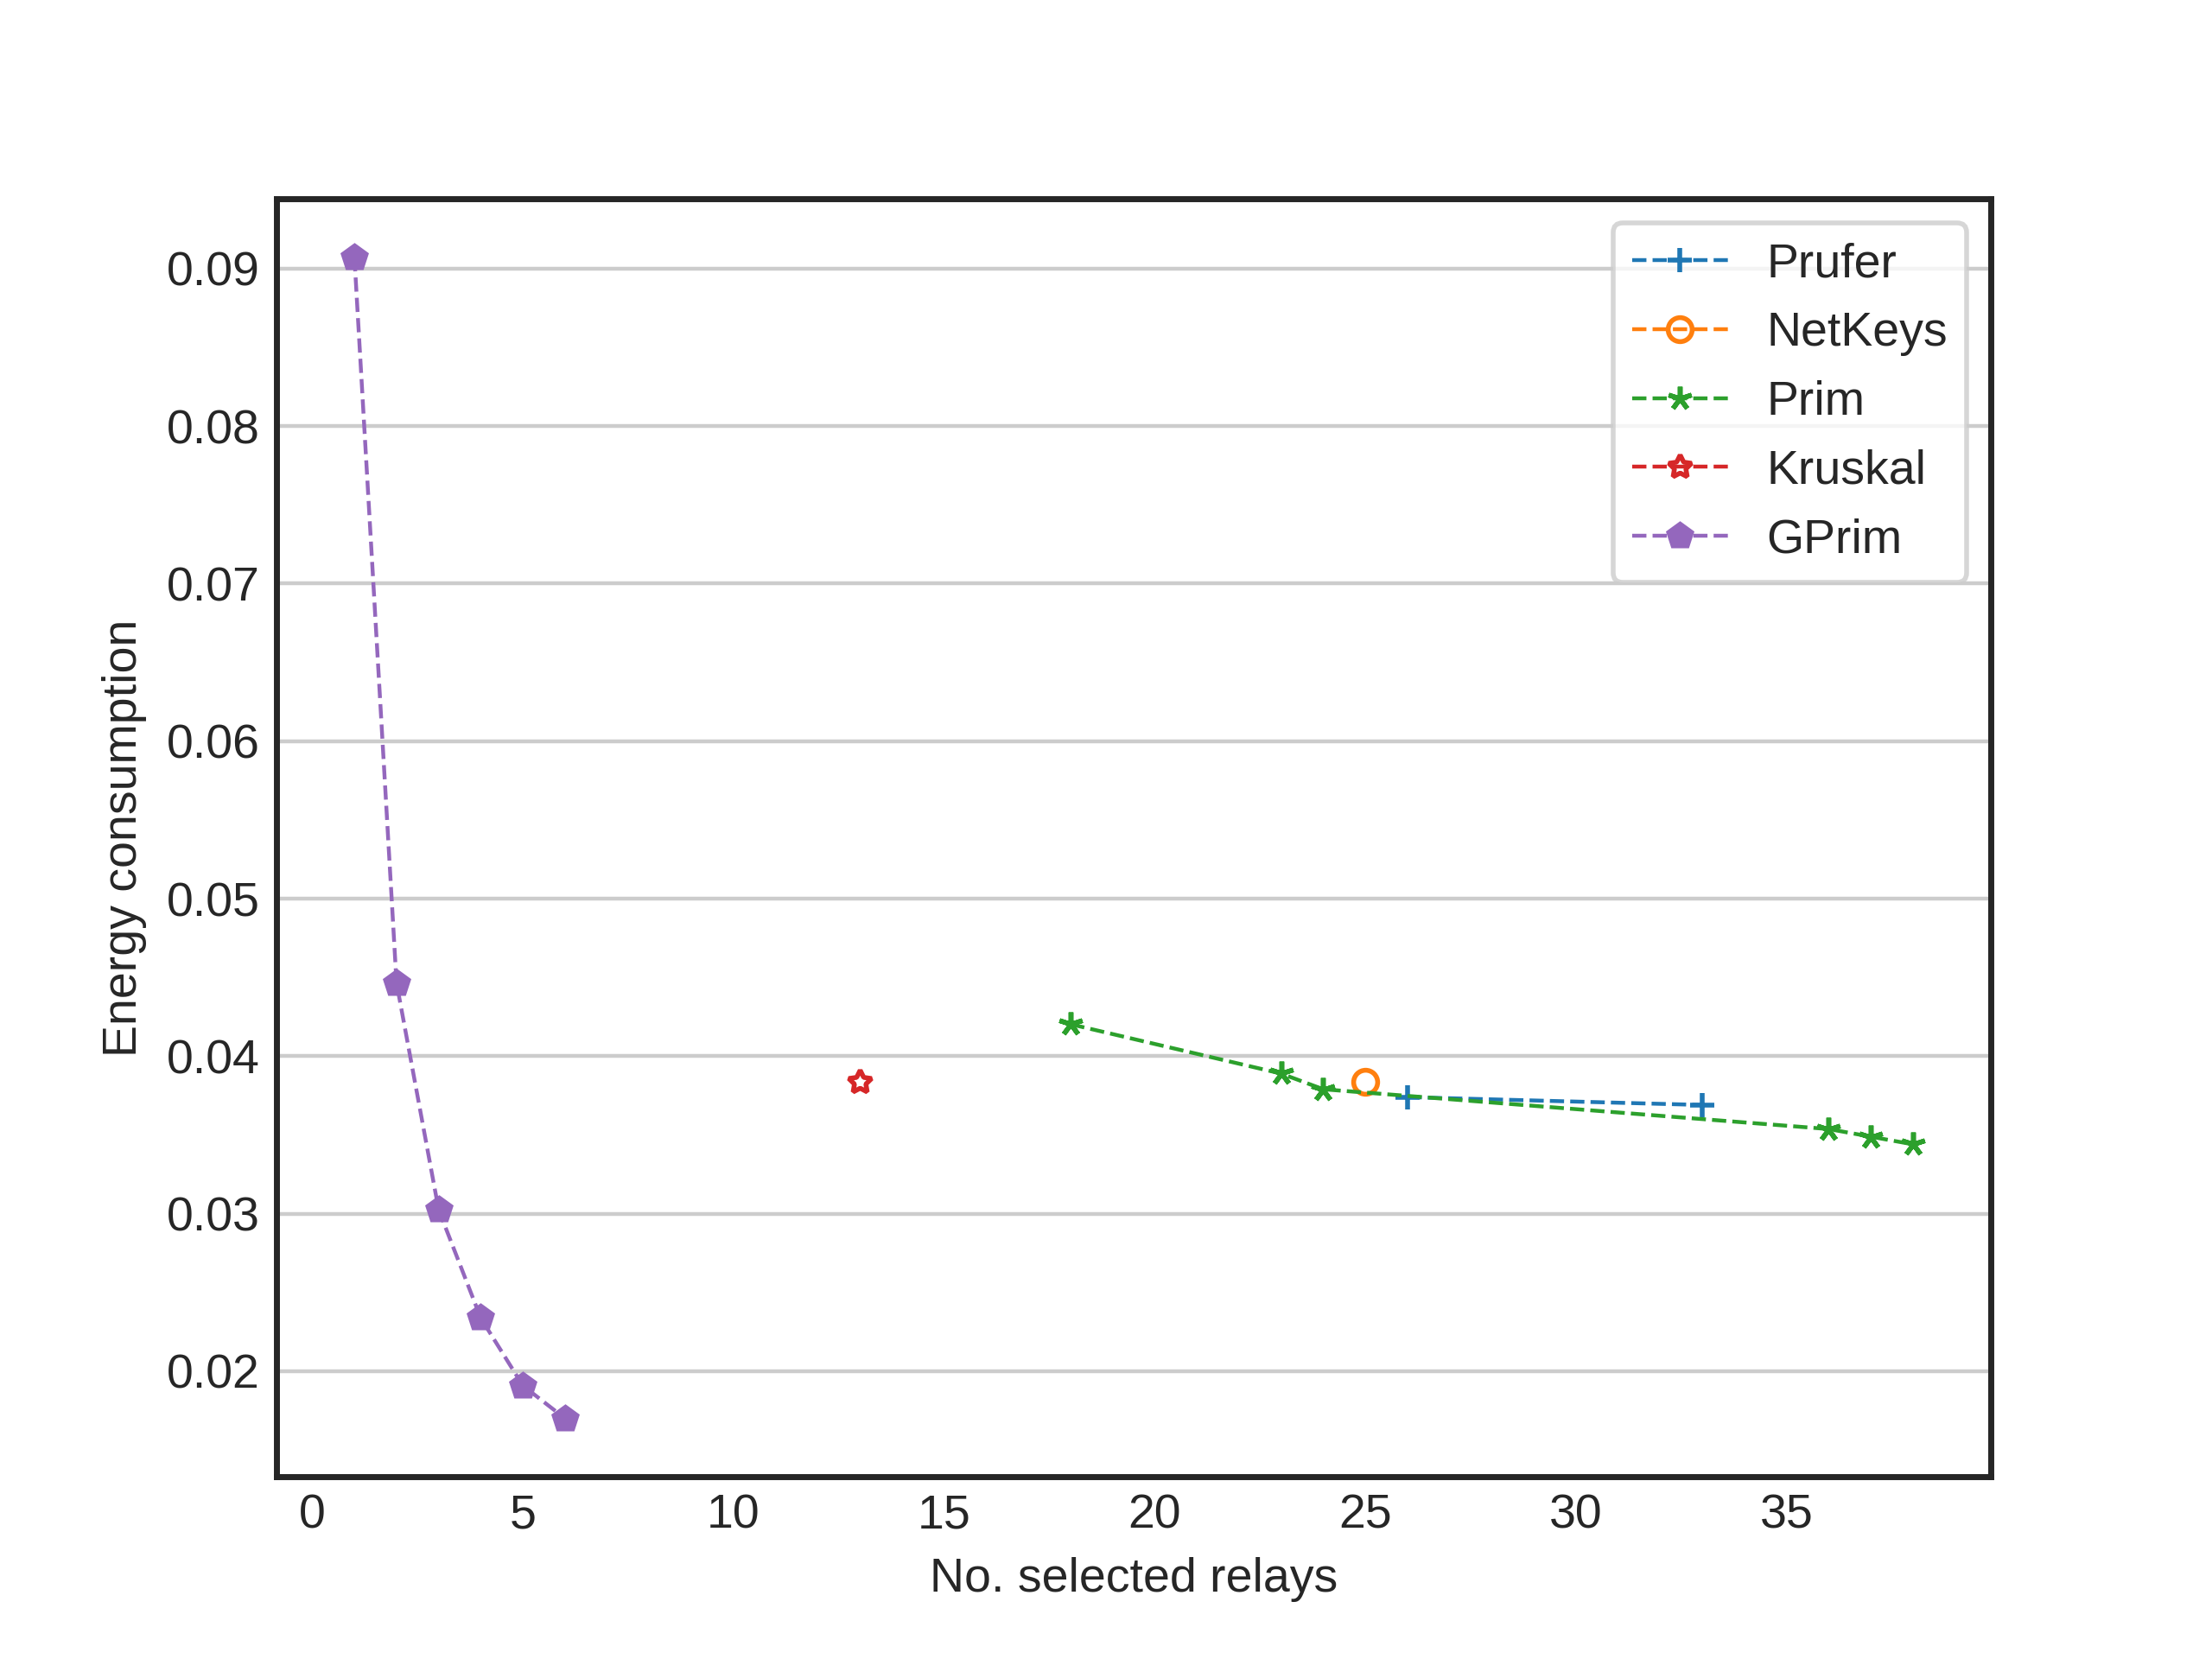 0.09
0.08
0.07
0.06
0.05
0.04
0.03
0.02
Energy consumption
0 5 10 15 20 25 30 35
No. selected relays
Prufer
NetKeys
Prim
Kruskal
GPrim